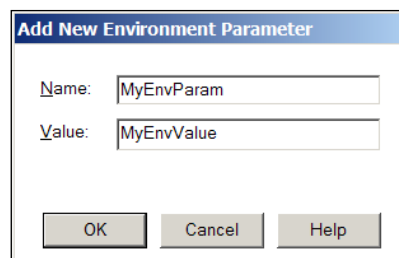 Add New Environment Parameter
Name: MyEnvParam
Value: MyEnvValue
OK Cancel Help